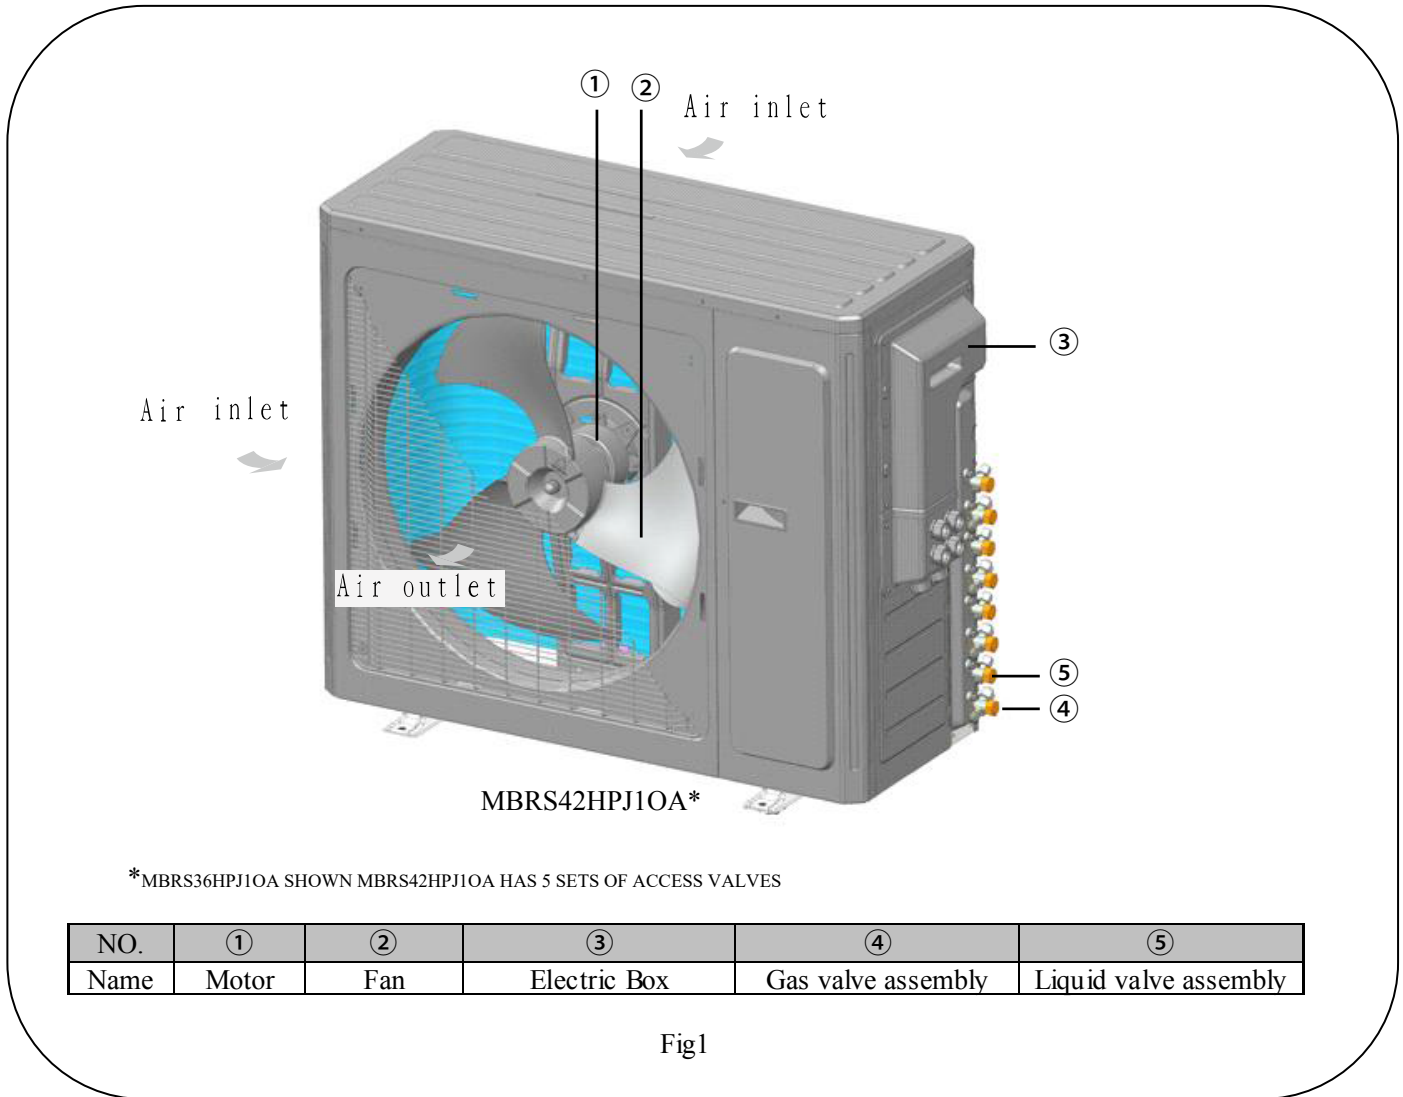 ① ② Air inlet
③
Air inlet
Air outlet
⑤
④
MBRS42HPJ1OA*
*MBRS36HPJ1OA SHOWN MBRS42HPJ1OA HAS 5 SETS OF ACCESS VALVES
NO. ① ② ③ ④ ⑤
Name Motor Fan Electric Box Gas valve assembly Liquid valve assembly
Fig1